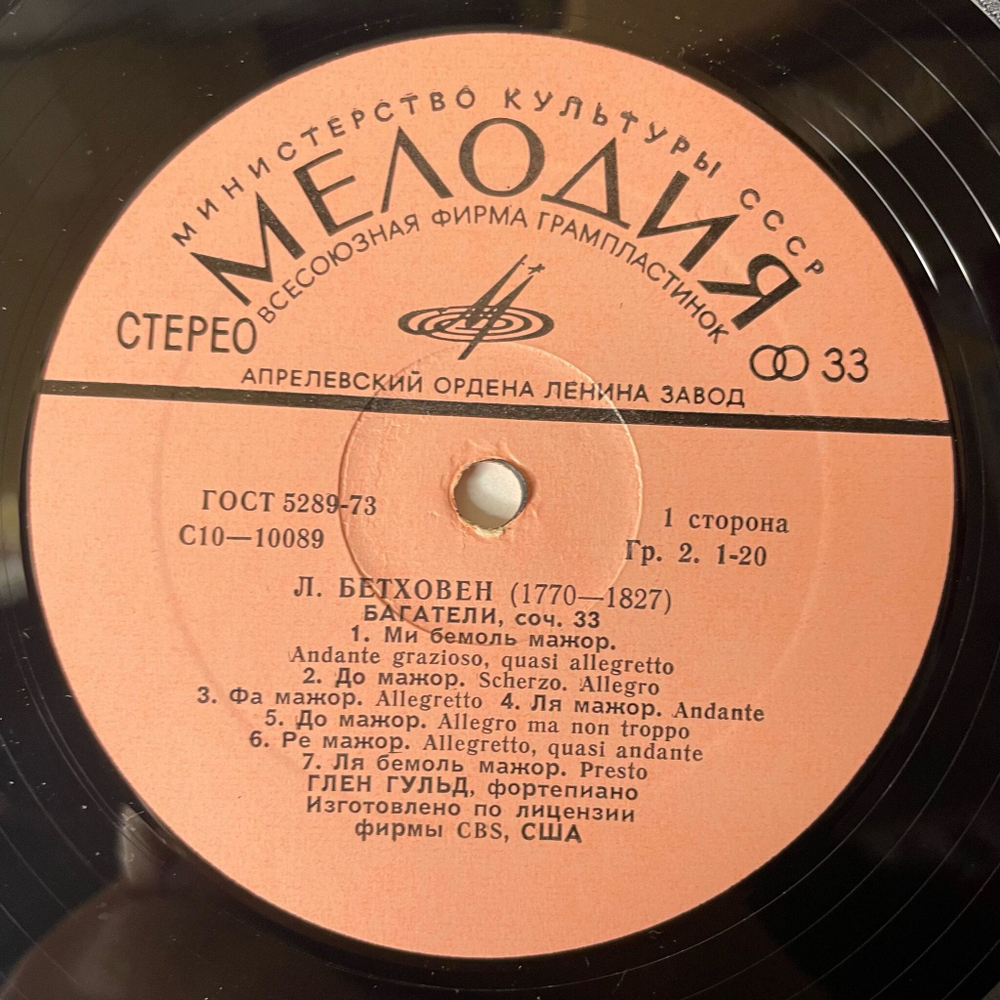 МИНИСТЕРСТВО КУЛЬТУРЫ СССР
МЕЛОДИЯ
ВСЕСОЮЗНАЯ ФИРМА ГРАМПЛАСТИНОК
СТЕРЕО
33
АПРЕЛЕВСКИЙ ОРДЕНА ЛЕНИНА ЗАВОД
ГОСТ 5289-73
С10—10089
1 сторона
Гр. 2. 1-20
Л. БЕТХОВЕН (1770—1827)
БАГАТЕЛИ, соч. 33
1. Ми бемоль мажор.
Andante grazioso, quasi allegretto
2. До мажор. Scherzo. Allegro
3. Фа мажор. Allegretto 4. Ля мажор. Andante
5. До мажор. Allegro ma non troppo
6. Ре мажор. Allegretto, quasi andante
7. Ля бемоль мажор. Presto
ГЛЕН ГУЛЬД, фортепиано
Изготовлено по лицензии
фирмы CBS, США